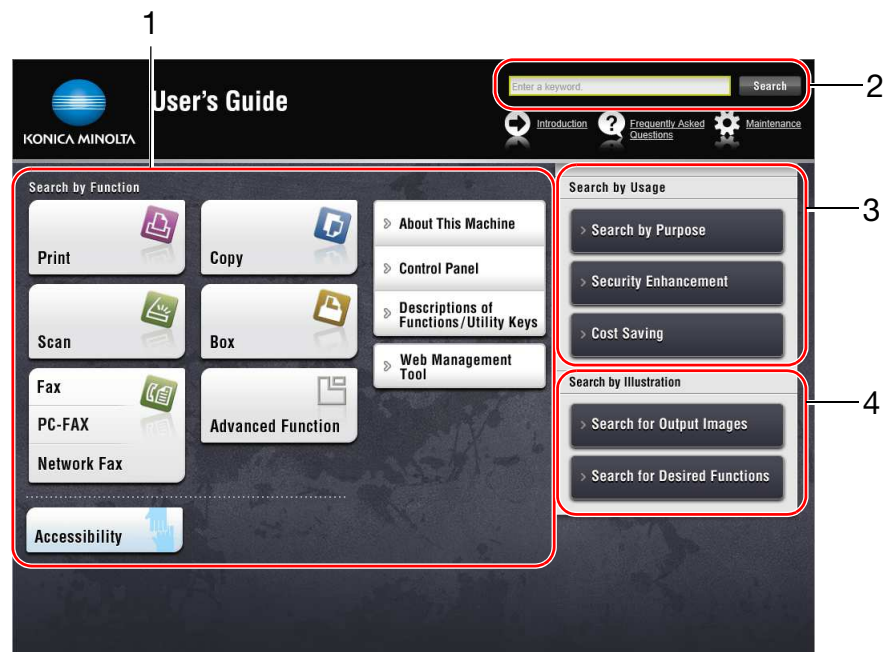 1
2
KONICA MINOLTA
User's Guide
Enter a keyword.
Search
Introduction
Frequently Asked
Questions
Maintenance
Search by Function
Print
Copy
Scan
Box
Fax
PC-FAX
Network Fax
Advanced Function
Accessibility
About This Machine
Control Panel
Descriptions of
Functions/Utility Keys
Web Management
Tool
3
Search by Usage
Search by Purpose
Security Enhancement
Cost Saving
4
Search by Illustration
Search for Output Images
Search for Desired Functions